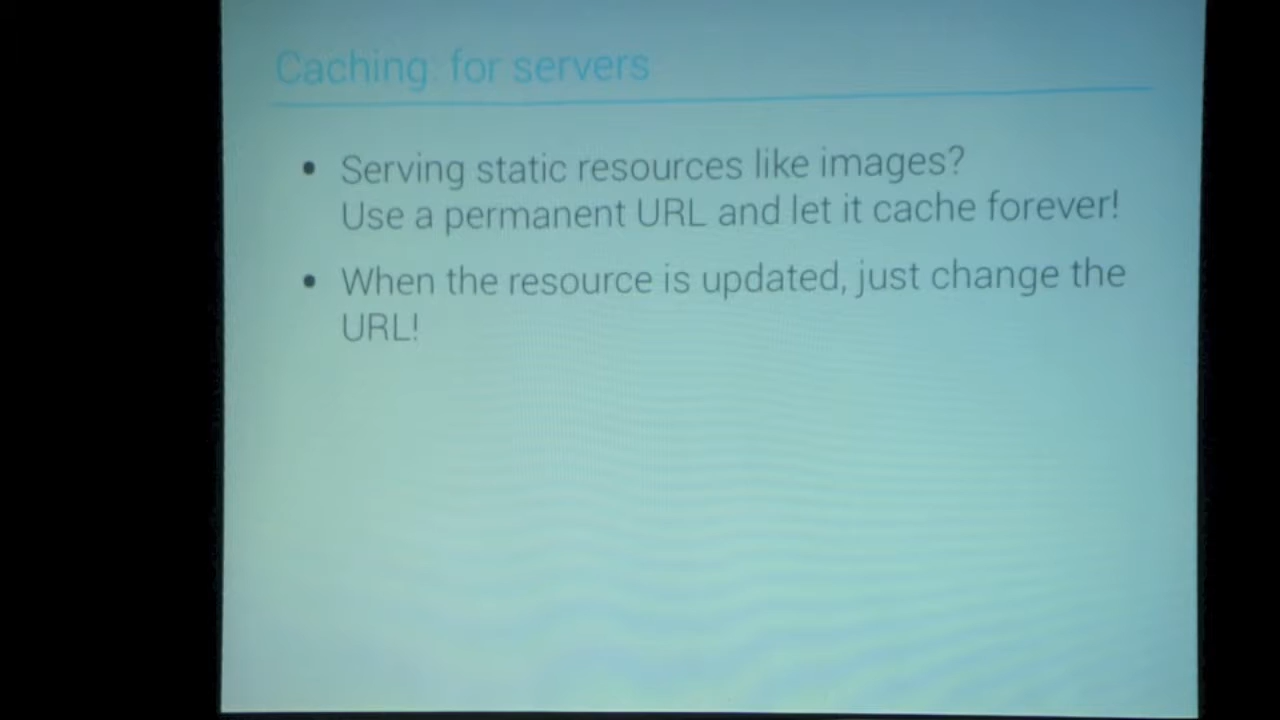 Caching: for servers
• Serving static resources like images?
Use a permanent URL and let it cache forever!
• When the resource is updated, just change the
URL!